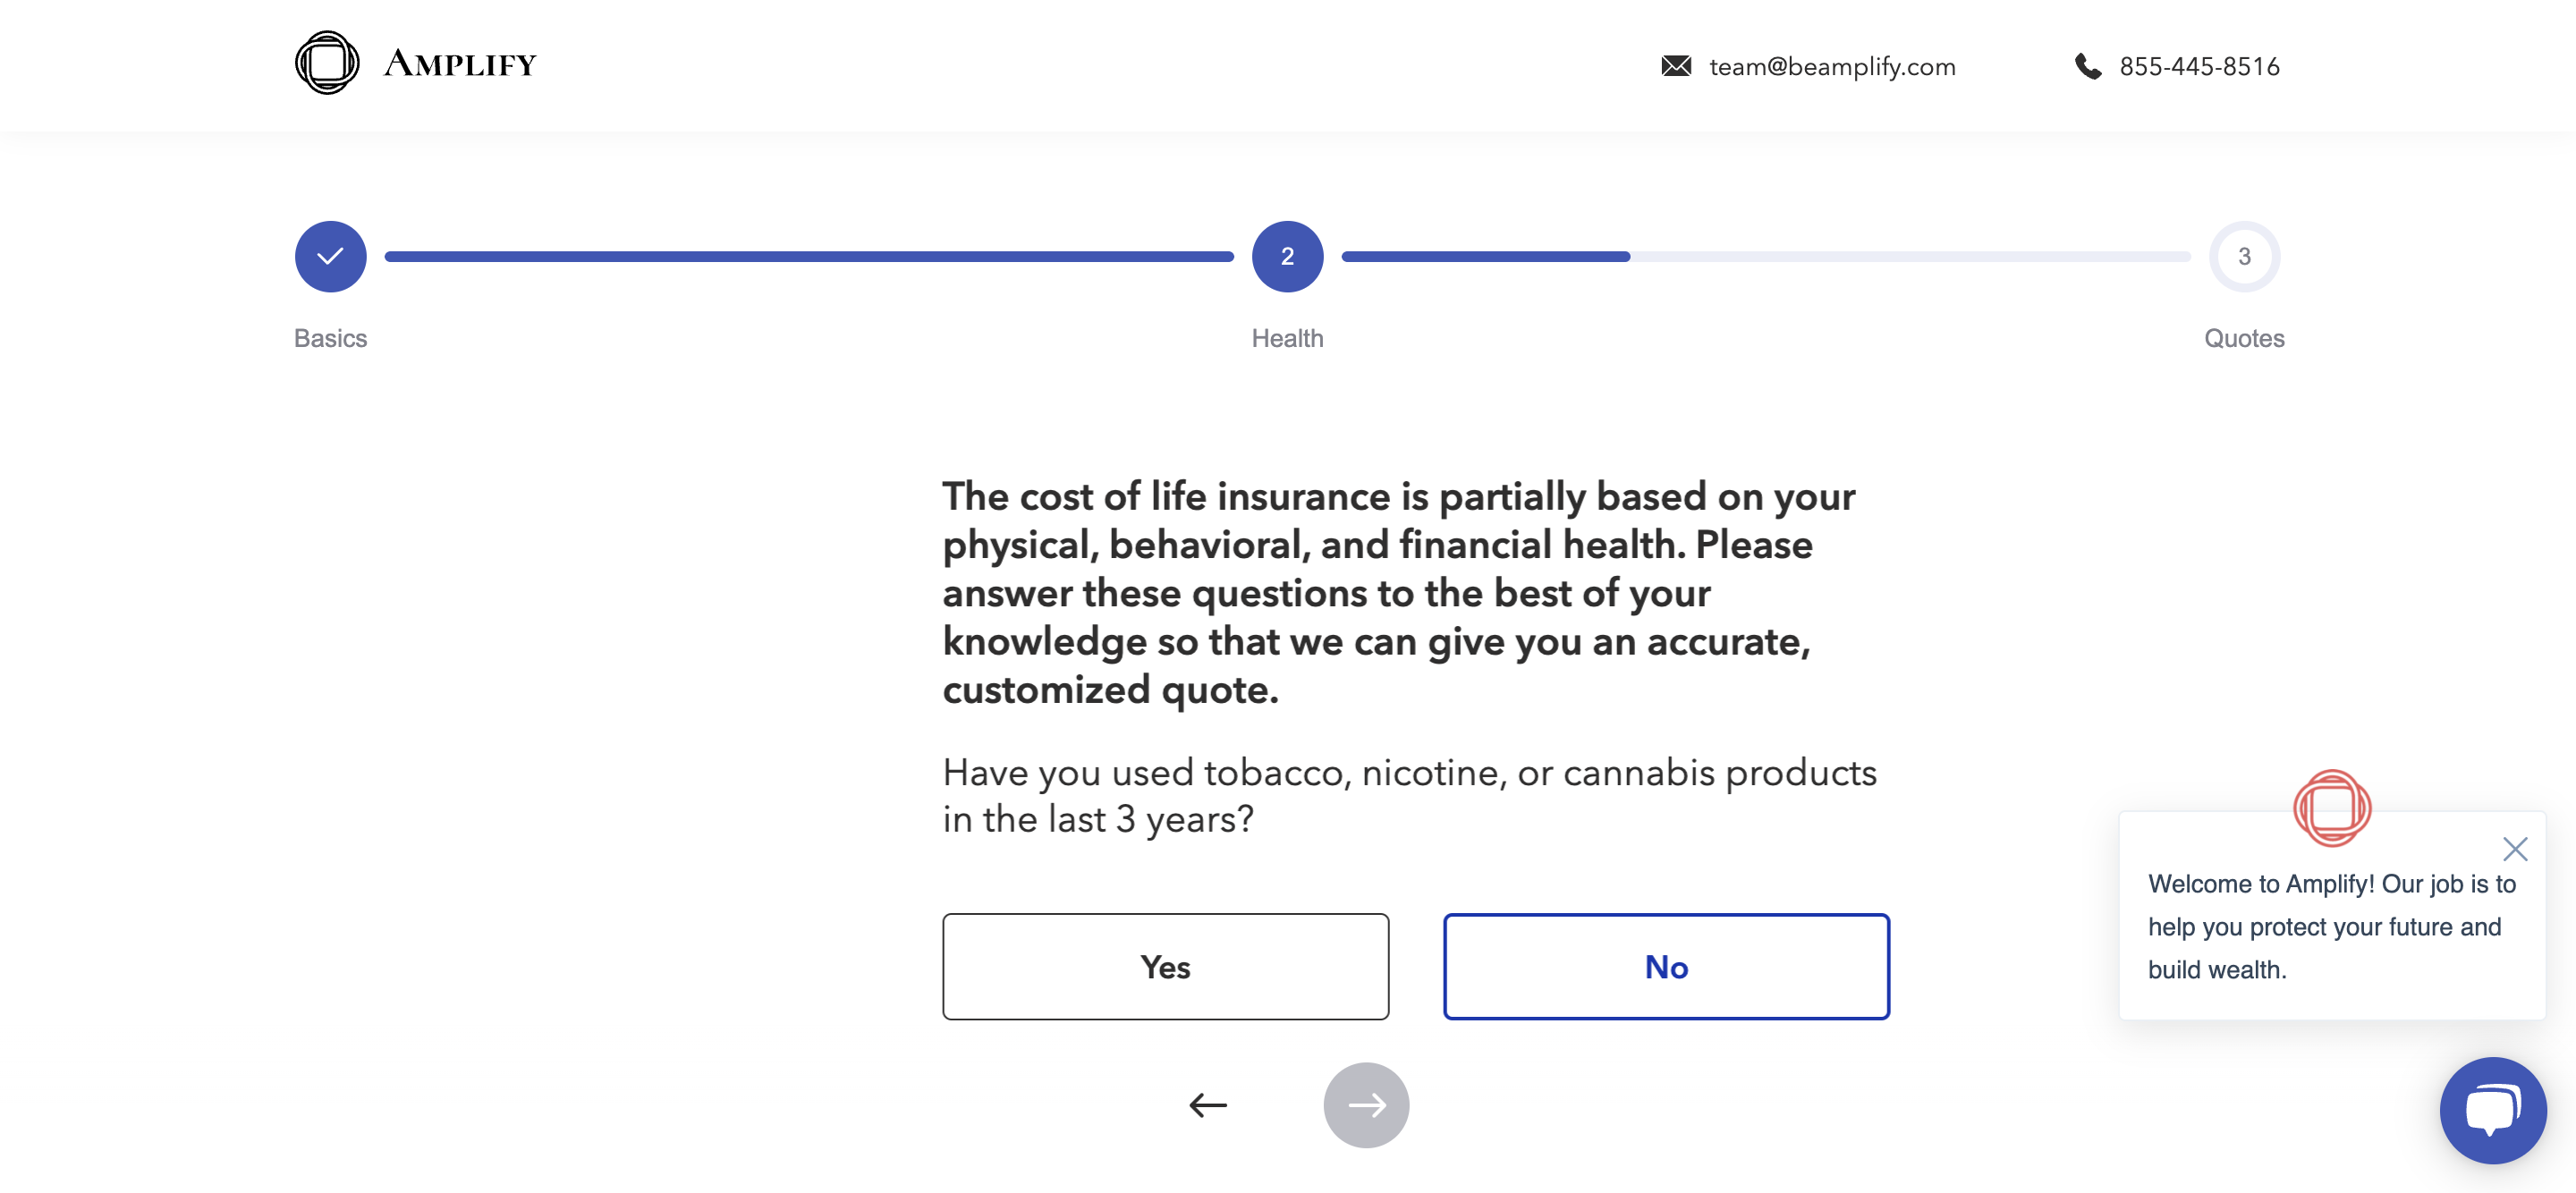 AMPLIFY
team@beamplify.com
855-445-8516
2
3
Basics
Health
Quotes
The cost of life insurance is partially based on your
physical, behavioral, and financial health. Please
answer these questions to the best of your
knowledge so that we can give you an accurate,
customized quote.
Have you used tobacco, nicotine, or cannabis products
in the last 3 years?
Yes
No
Welcome to Amplify! Our job is to
help you protect your future and
build wealth.